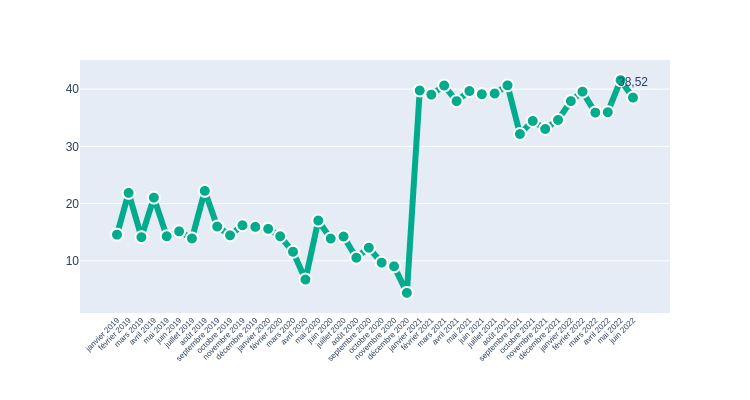 40
30
20
10
38,52
janvier 2019
février 2019
mars 2019
avril 2019
mai 2019
juin 2019
juillet 2019
août 2019
septembre 2019
octobre 2019
novembre 2019
décembre 2019
janvier 2020
février 2020
mars 2020
avril 2020
mai 2020
juin 2020
juillet 2020
août 2020
septembre 2020
octobre 2020
novembre 2020
décembre 2020
janvier 2021
février 2021
mars 2021
avril 2021
mai 2021
juin 2021
juillet 2021
août 2021
septembre 2021
octobre 2021
novembre 2021
décembre 2021
janvier 2022
février 2022
mars 2022
avril 2022
mai 2022
juin 2022